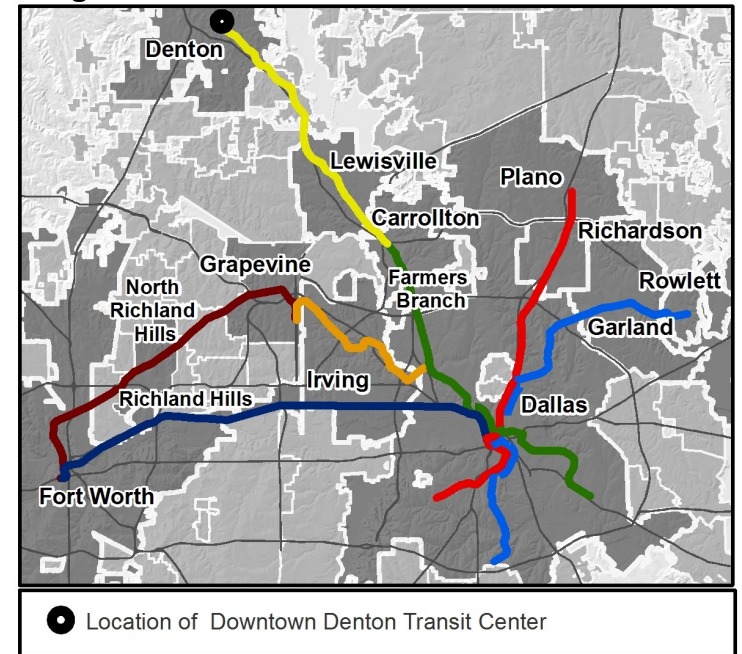 Denton
Lewisville
Plano
Carrollton
Richardson
Grapevine
Farmers
Branch
Rowlett
North
Richland
Hills
Garland
Irving
Richland Hills
Dallas
Fort Worth
Location of Downtown Denton Transit Center